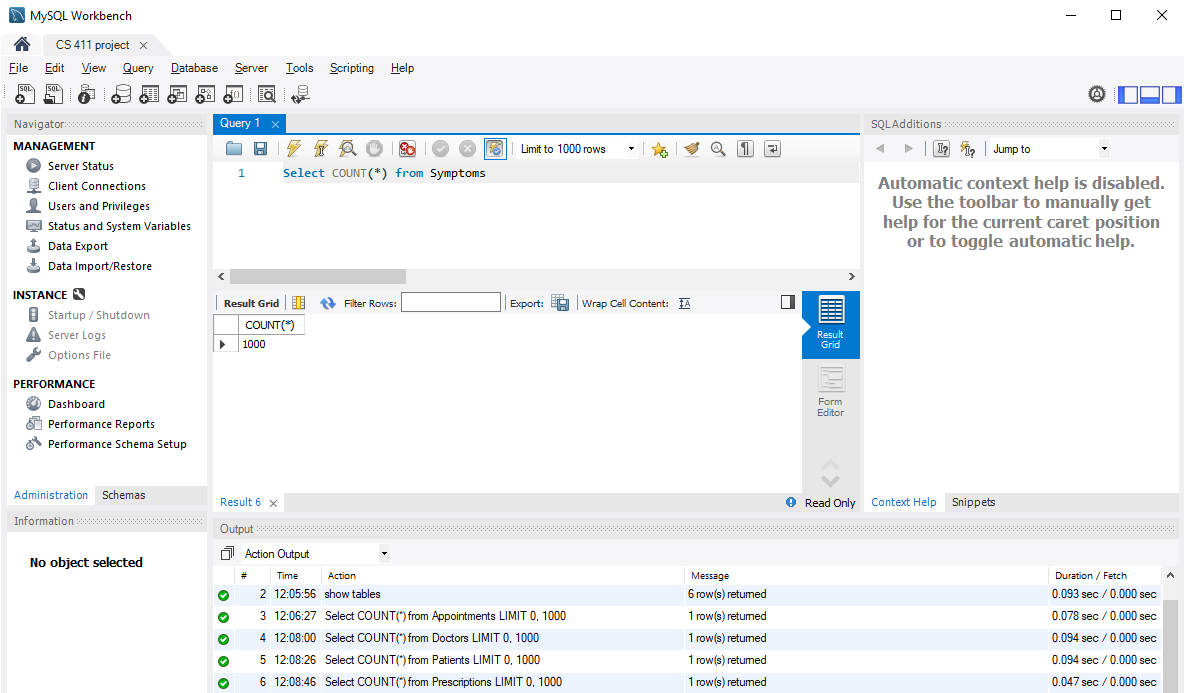 MySQL Workbench
CS 411 project
File Edit View Query Database Server Tools Scripting Help
Navigator
MANAGEMENT
Server Status
Client Connections
Users and Privileges
Status and System Variables
Data Export
Data Import/Restore
INSTANCE
Startup / Shutdown
Server Logs
Options File
PERFORMANCE
Dashboard
Performance Reports
Performance Schema Setup
Administration Schemas
Information
No object selected
Query 1
Limit to 1000 rows
1 Select COUNT(*) from Symptoms
Result Grid Filter Rows: Export: Wrap Cell Content:
COUNT(*)
1000
Result
Grid
Form
Editor
Result 6 Read Only
SQLAdditions
Jump to
Automatic context help is disabled.
Use the toolbar to manually get
help for the current caret position
or to toggle automatic help.
Context Help Snippets
Output
Action Output
# Time Action Message Duration / Fetch
2 12:05:56 show tables 6 row(s) returned 0.093 sec / 0.000 sec
3 12:06:27 Select COUNT(*) from Appointments LIMIT 0, 1000 1 row(s) returned 0.078 sec / 0.000 sec
4 12:08:00 Select COUNT(*) from Doctors LIMIT 0, 1000 1 row(s) returned 0.094 sec / 0.000 sec
5 12:08:26 Select COUNT(*) from Patients LIMIT 0, 1000 1 row(s) returned 0.094 sec / 0.000 sec
6 12:08:46 Select COUNT(*) from Prescriptions LIMIT 0, 1000 1 row(s) returned 0.047 sec / 0.000 sec